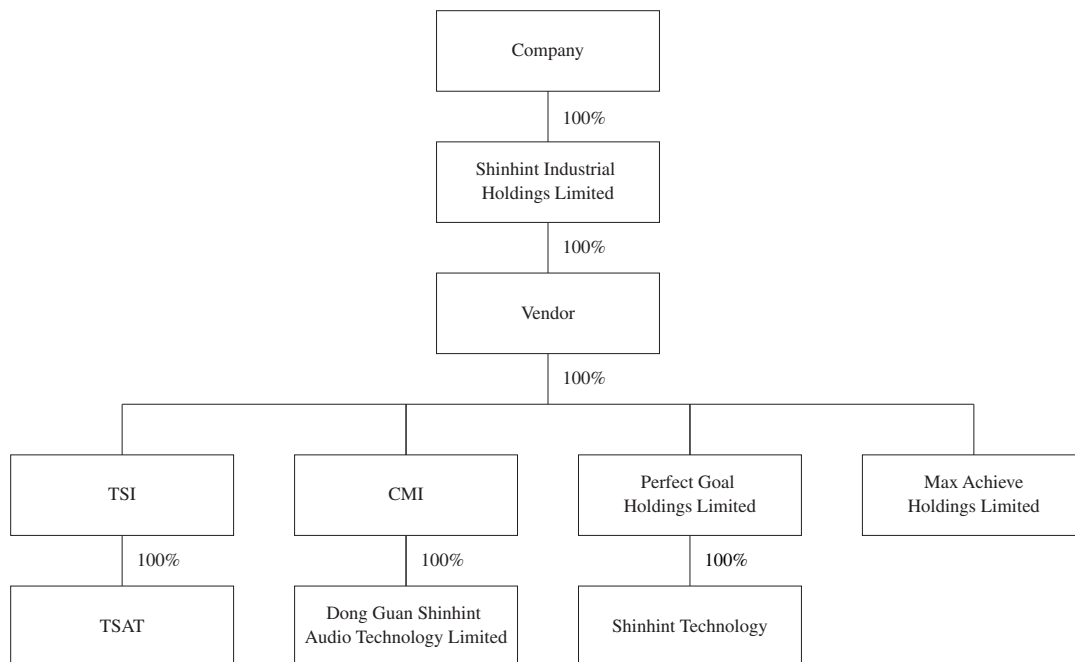 Company
100%
Shinhint Industrial
Holdings Limited
100%
Vendor
100%
TSI
CMI
Perfect Goal
Holdings Limited
Max Achieve
Holdings Limited
100%
100%
100%
TSAT
Dong Guan Shinhint
Audio Technology Limited
Shinhint Technology